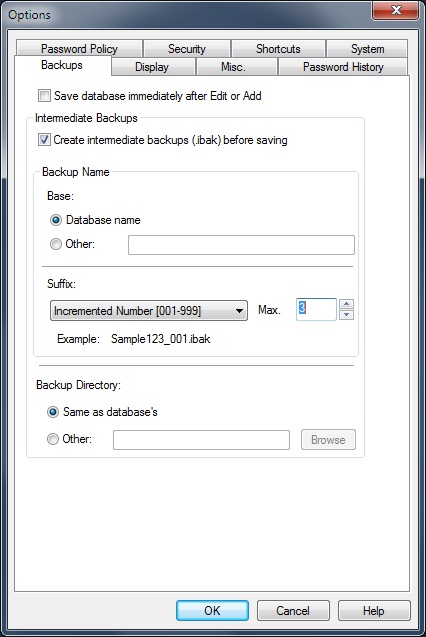 Options
Password Policy Security Shortcuts System
Backups Display Misc. Password History
Save database immediately after Edit or Add
Intermediate Backups
Create intermediate backups (.ibak) before saving
Backup Name
Base:
Database name
Other:
Suffix:
Incremented Number [001-999] Max. 3
Example: Sample123_001.ibak
Backup Directory:
Same as database's
Other: Browse
OK Cancel Help